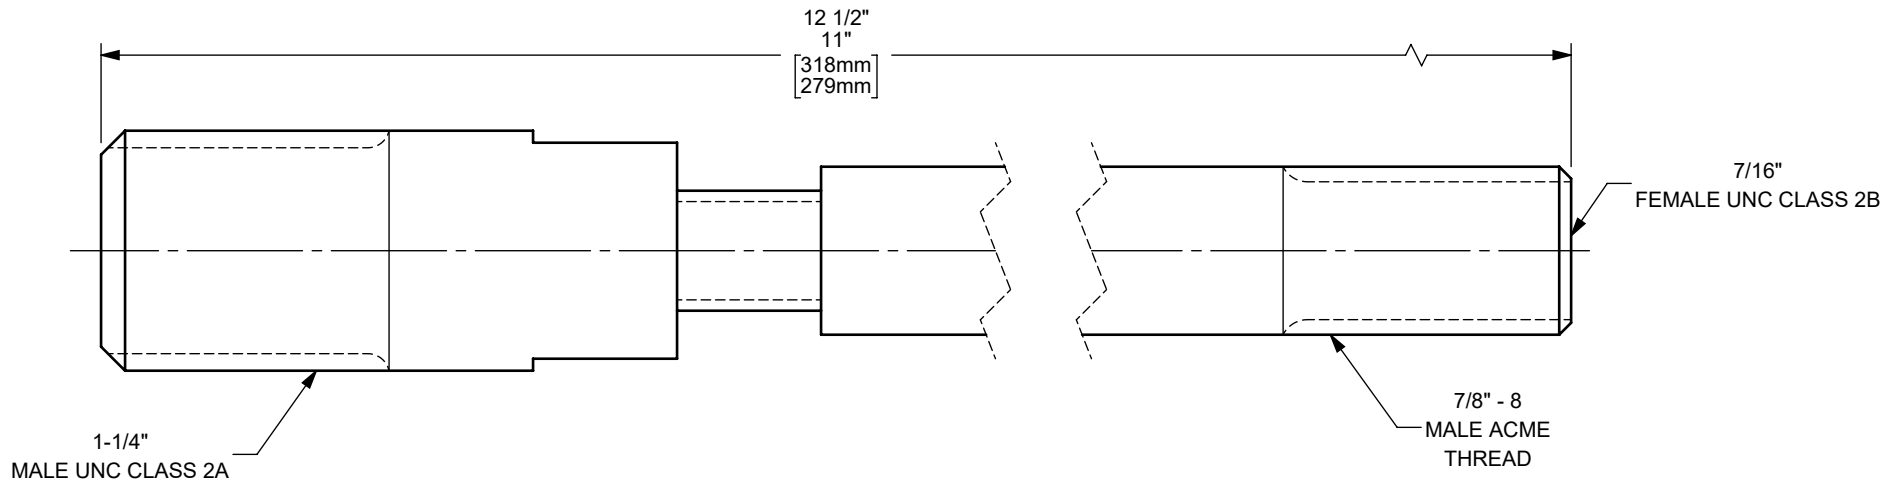 12 1/2"
11"
[318mm]
[279mm]
7/16"
FEMALE UNC CLASS 2B
7/8" - 8
MALE ACME
THREAD
1-1/4"
MALE UNC CLASS 2A